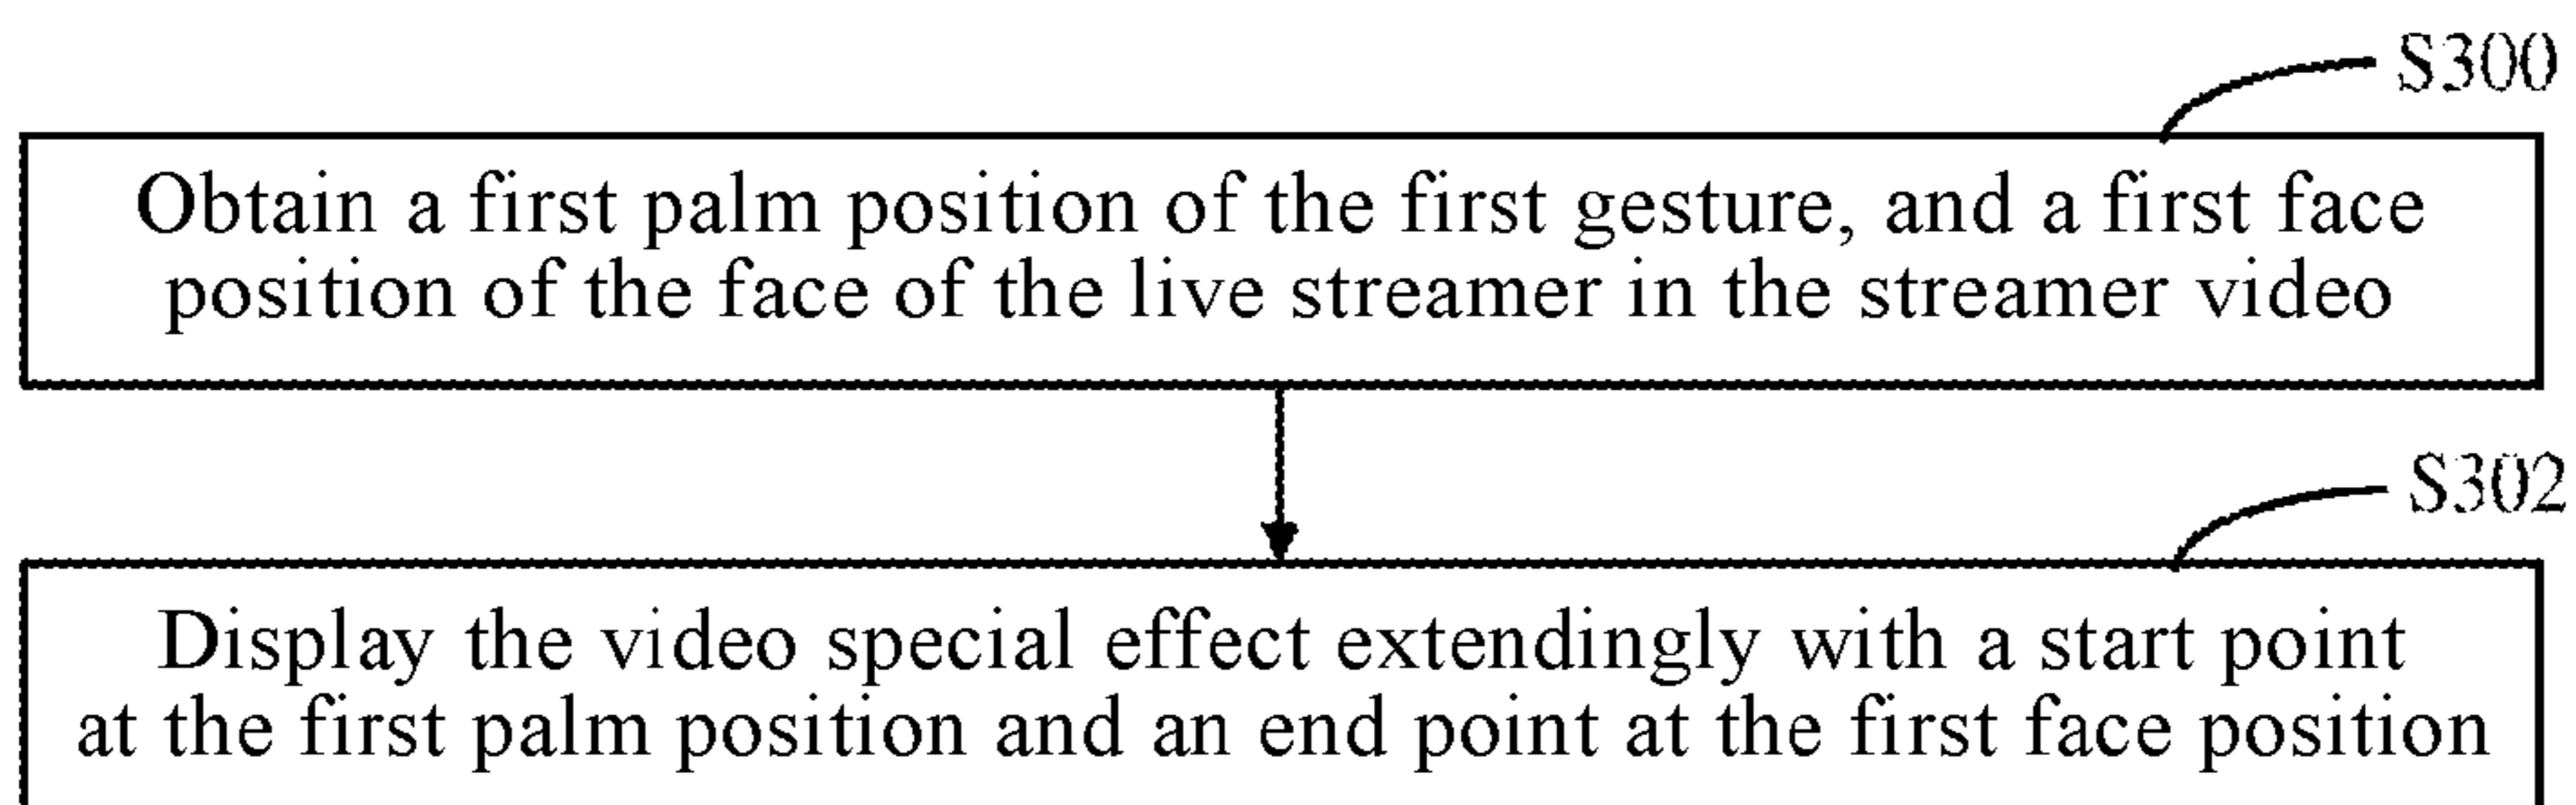 S300
Obtain a first palm position of the first gesture, and a first face
position of the face of the live streamer in the streamer video
S302
Display the video special effect extendingly with a start point
at the first palm position and an end point at the first face position